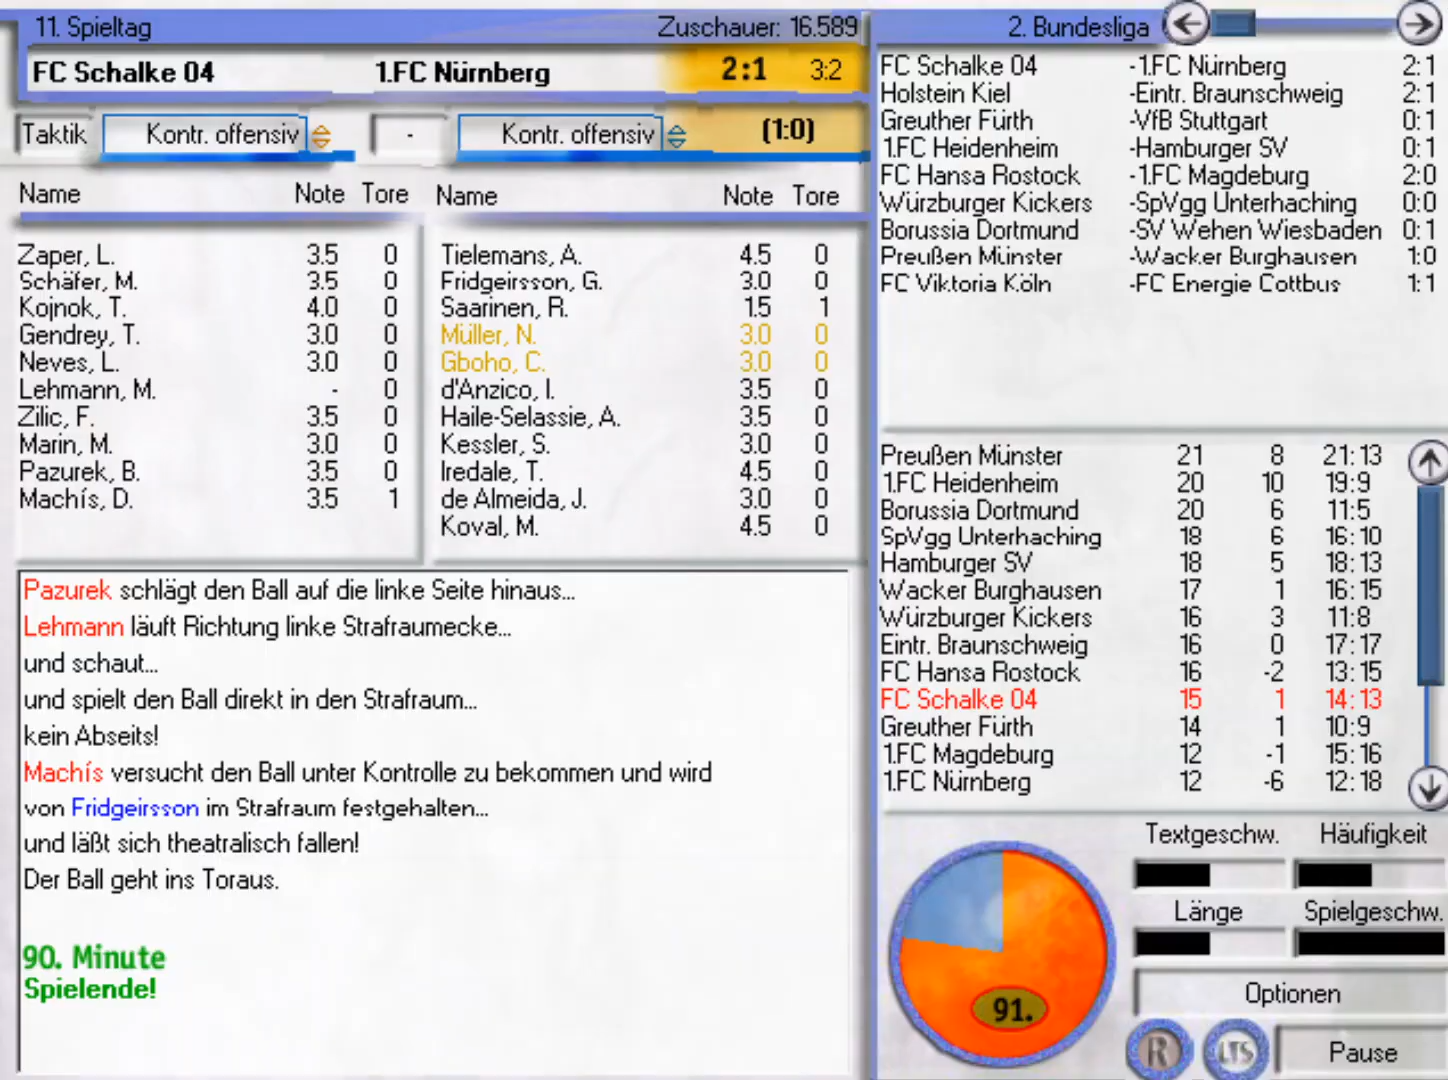 11. Spieltag Zuschauer: 16.589
FC Schalke 04 1.FC Nürnberg 2:1 3:2
Taktik Kontr. offensiv - Kontr. offensiv (1:0)
Name Note Tore
Zaper, L. 3.5 0
Schäfer, M. 3.5 0
Kojnok, T. 4.0 0
Gendrey, T. 3.0 0
Neves, L. 3.0 0
Lehmann, M. - 0
Zilic, F. 3.5 0
Marin, M. 3.0 0
Pazurek, B. 3.5 0
Machís, D. 3.5 1
Name Note Tore
Tielemans, A. 4.5 0
Fridgeirsson, G. 3.0 0
Saarinen, R. 1.5 1
Müller, N. 3.0 0
Gboho, C. 3.0 0
d'Anzico, I. 3.5 0
Haile-Selassie, A. 3.5 0
Kessler, S. 3.0 0
Iredale, T. 4.5 0
de Almeida, J. 3.0 0
Koval, M. 4.5 0
Pazurek schlägt den Ball auf die linke Seite hinaus...
Lehmann läuft Richtung linke Strafraumecke...
und schaut...
und spielt den Ball direkt in den Strafraum...
kein Abseits!
Machís versucht den Ball unter Kontrolle zu bekommen und wird
von Fridgeirsson im Strafraum festgehalten...
und läßt sich theatralisch fallen!
Der Ball geht ins Toraus.
90. Minute
Spielende!
2. Bundesliga
FC Schalke 04 -1.FC Nürnberg 2:1
Holstein Kiel -Eintr. Braunschweig 2:1
Greuther Fürth -VfB Stuttgart 0:1
1.FC Heidenheim -Hamburger SV 0:1
FC Hansa Rostock -1.FC Magdeburg 2:0
Würzburger Kickers -SpVgg Unterhaching 0:0
Borussia Dortmund -SV Wehen Wiesbaden 0:1
Preußen Münster -Wacker Burghausen 1:0
FC Viktoria Köln -FC Energie Cottbus 1:1
Preußen Münster 21 8 21:13
1.FC Heidenheim 20 10 19:9
Borussia Dortmund 20 6 11:5
SpVgg Unterhaching 18 6 16:10
Hamburger SV 18 5 18:13
Wacker Burghausen 17 1 16:15
Würzburger Kickers 16 3 11:8
Eintr. Braunschweig 16 0 17:17
FC Hansa Rostock 16 -2 13:15
FC Schalke 04 15 1 14:13
Greuther Fürth 14 1 10:9
1.FC Magdeburg 12 -1 15:16
1.FC Nürnberg 12 -6 12:18
Textgeschw. Häufigkeit
Länge Spielgeschw.
91.
Optionen
R LTS Pause